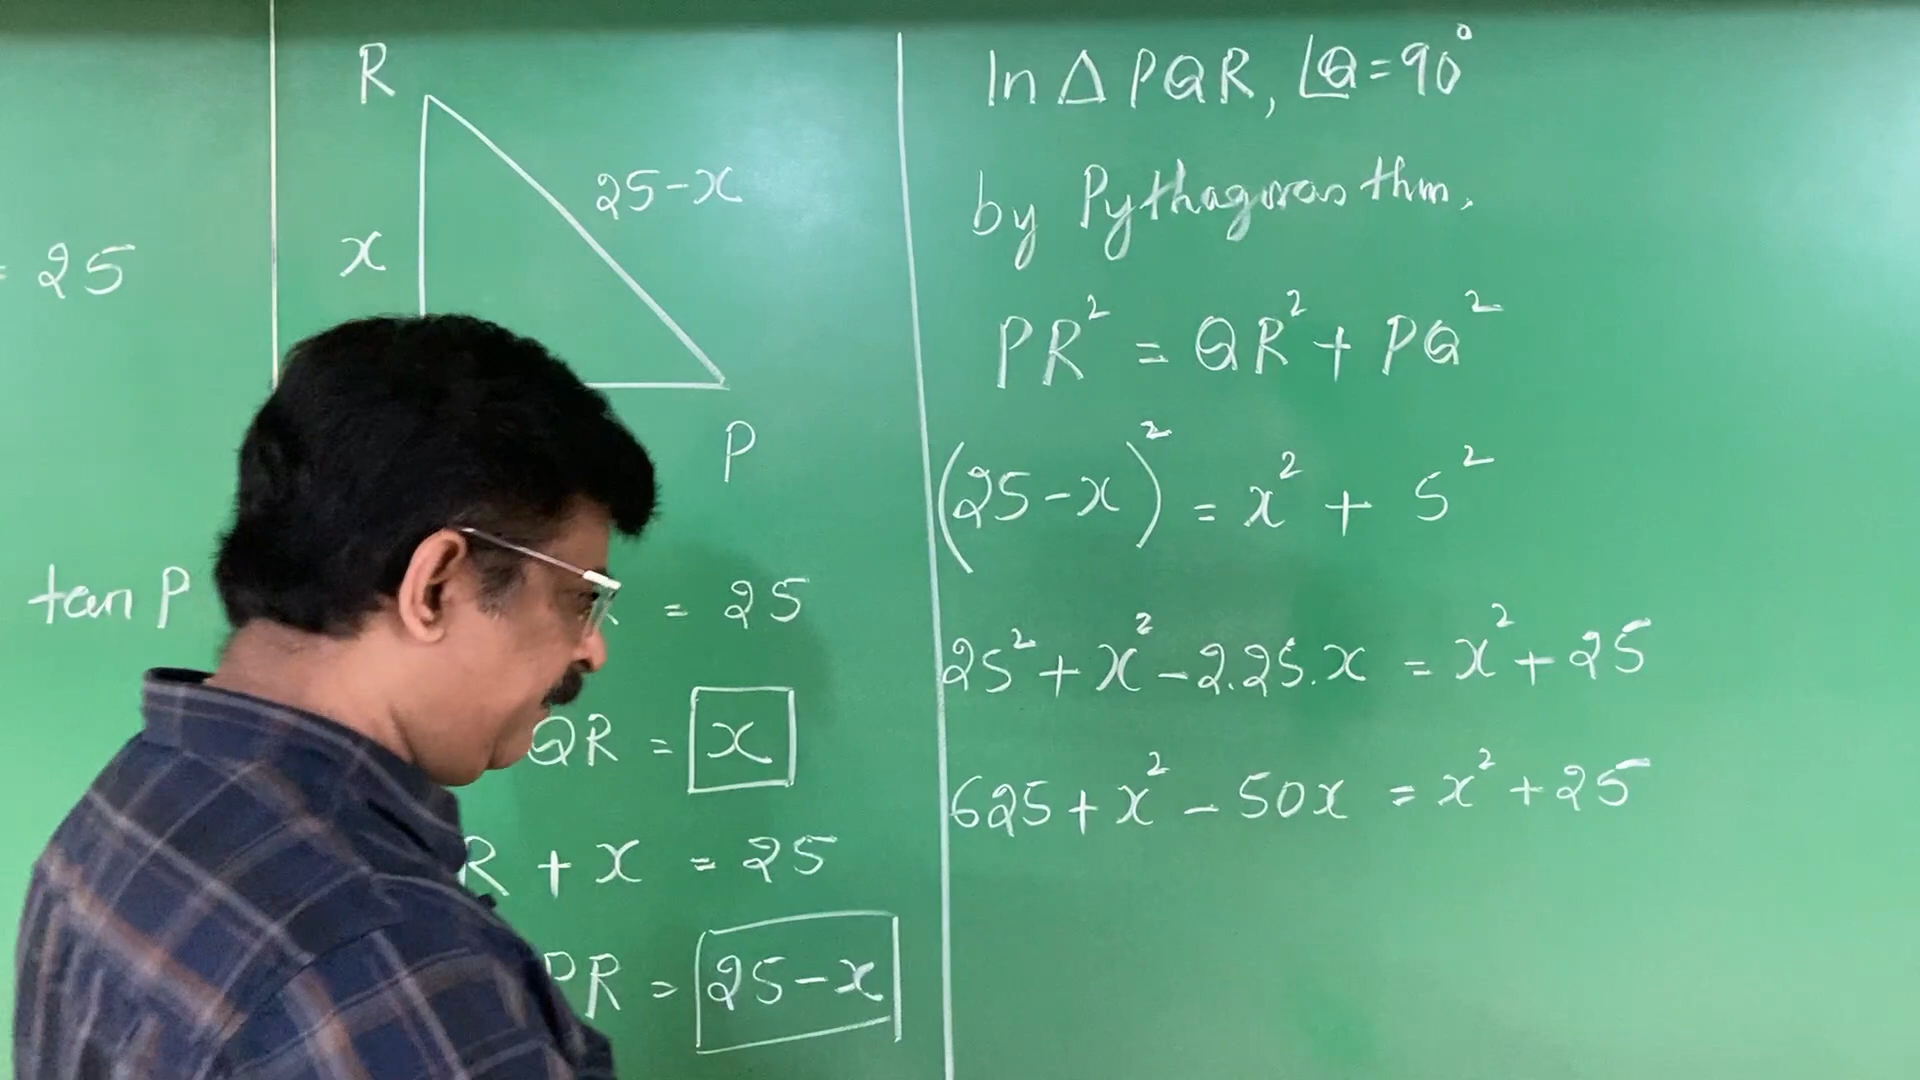 = 25
tan P
R
x
25-x
P
= 25
QR = x
R + x = 25
PR = 25-x
In Δ PQR, ∠Q = 90°
by Pythagoras thm.
PR² = QR² + PQ²
(25-x)² = x² + 5²
25² + x² - 2.25.x = x² + 25
625 + x² - 50x = x² + 25